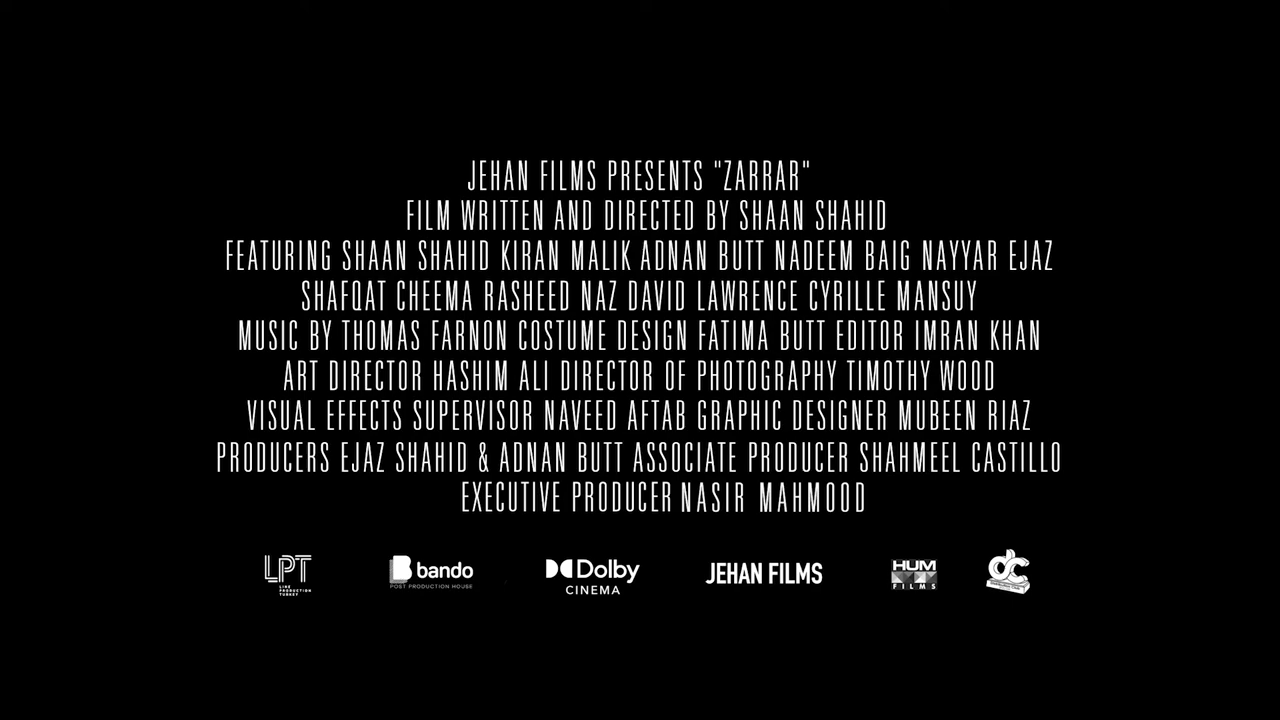 JEHAN FILMS PRESENTS "ZARRAR"
FILM WRITTEN AND DIRECTED BY SHAAN SHAHID
FEATURING SHAAN SHAHID KIRAN MALIK ADNAN BUTT NADEEM BAIG NAYYAR EJAZ
SHAFQAT CHEEMA RASHEED NAZ DAVID LAWRENCE CYRILLE MANSUY
MUSIC BY THOMAS FARNON COSTUME DESIGN FATIMA BUTT EDITOR IMRAN KHAN
ART DIRECTOR HASHIM ALI DIRECTOR OF PHOTOGRAPHY TIMOTHY WOOD
VISUAL EFFECTS SUPERVISOR NAVEED AFTAB GRAPHIC DESIGNER MUBEEN RIAZ
PRODUCERS EJAZ SHAHID & ADNAN BUTT ASSOCIATE PRODUCER SHAHMEEL CASTILLO
EXECUTIVE PRODUCER NASIR MAHMOOD
LPT
LINE
PRODUCTION
TURKEY
B bando
POST PRODUCTION HOUSE
Dolby
CINEMA
JEHAN FILMS
HUM
FILMS
dc